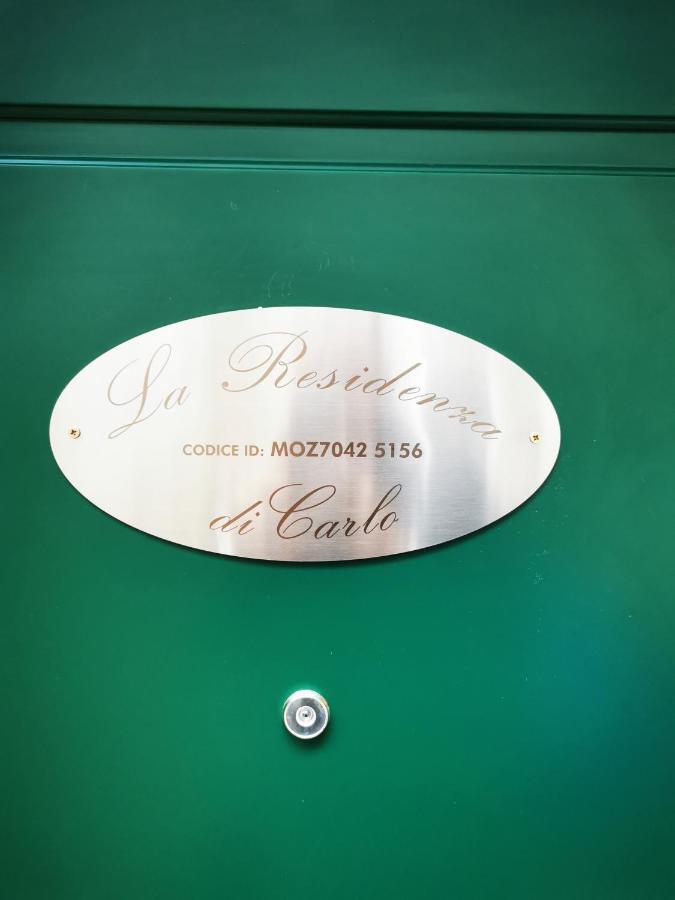 La Residenza
CODICE ID: MOZ7042 5156
di Carlo